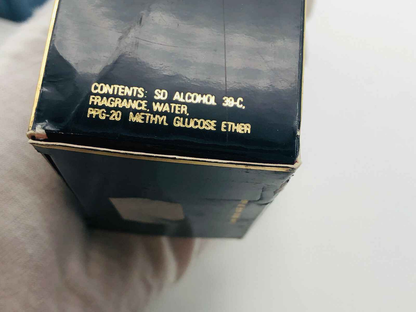 CONTENTS: SD ALCOHOL 39-C,
FRAGRANCE, WATER,
PPG-20 METHYL GLUCOSE ETHER